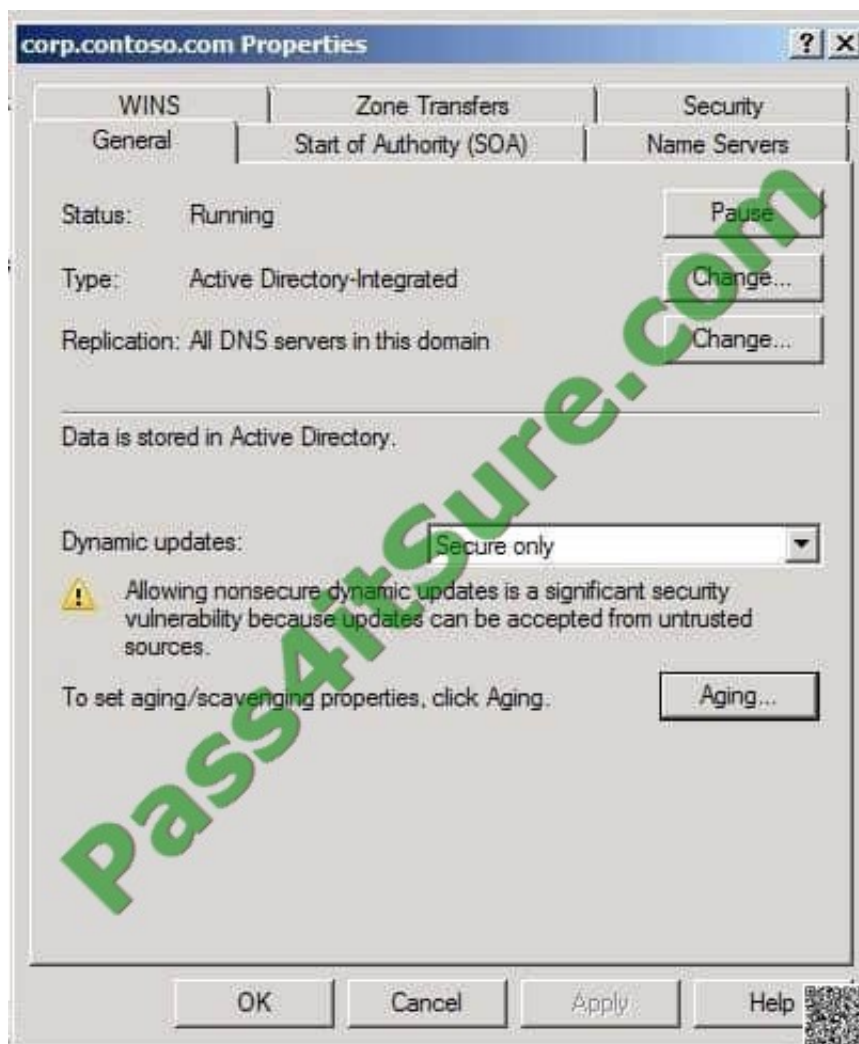 corp.contoso.com Properties
WINS
Zone Transfers
Security
General
Start of Authority (SOA)
Name Servers
Status: Running
Pause
Type: Active Directory-Integrated
Change...
Replication: All DNS servers in this domain
Change...
Data is stored in Active Directory.
Dynamic updates: Secure only
Allowing nonsecure dynamic updates is a significant security
vulnerability because updates can be accepted from untrusted
sources.
To set aging/scavenging properties, click Aging.
Aging...
OK
Cancel
Apply
Help
Pass4itSure.com